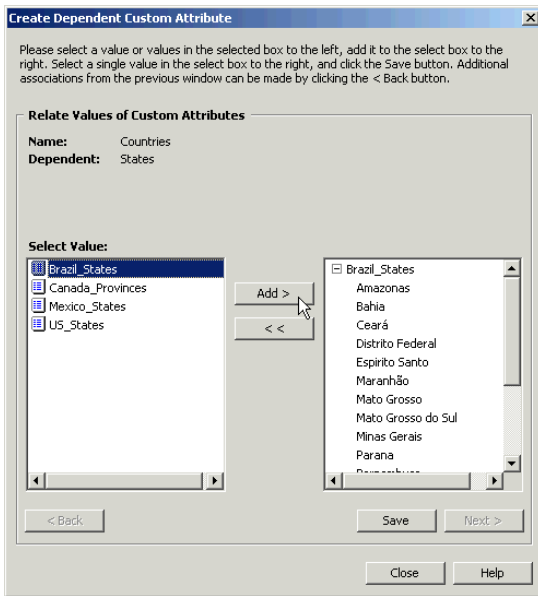 Create Dependent Custom Attribute
Please select a value or values in the selected box to the left, add it to the select box to the
right. Select a single value in the select box to the right, and click the Save button. Additional
associations from the previous window can be made by clicking the < Back button.
Relate Values of Custom Attributes
Name: Countries
Dependent: States
Select Value:
Brazil_States
Canada_Provinces
Mexico_States
US_States
Add >
< <
Brazil_States
Amazonas
Bahia
Ceará
Distrito Federal
Espirito Santo
Maranhão
Mato Grosso
Mato Grosso do Sul
Minas Gerais
Parana
< Back
Save
Next >
Close
Help